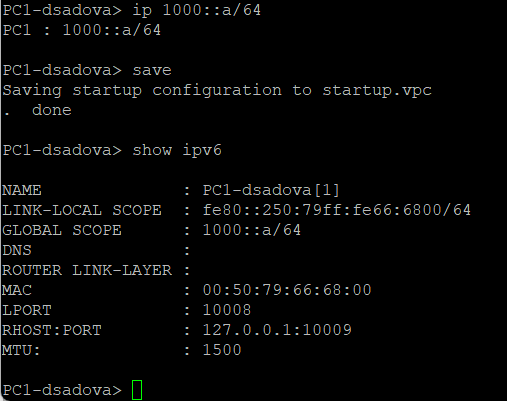 PC1-dsadova> ip 1000::a/64
PC1 : 1000::a/64
PC1-dsadova> save
Saving startup configuration to startup.vpc
.  done
PC1-dsadova> show ipv6
NAME              : PC1-dsadova[1]
LINK-LOCAL SCOPE  : fe80::250:79ff:fe66:6800/64
GLOBAL SCOPE      : 1000::a/64
DNS               :
ROUTER LINK-LAYER :
MAC               : 00:50:79:66:68:00
LPORT             : 10008
RHOST:PORT        : 127.0.0.1:10009
MTU:              : 1500
PC1-dsadova>